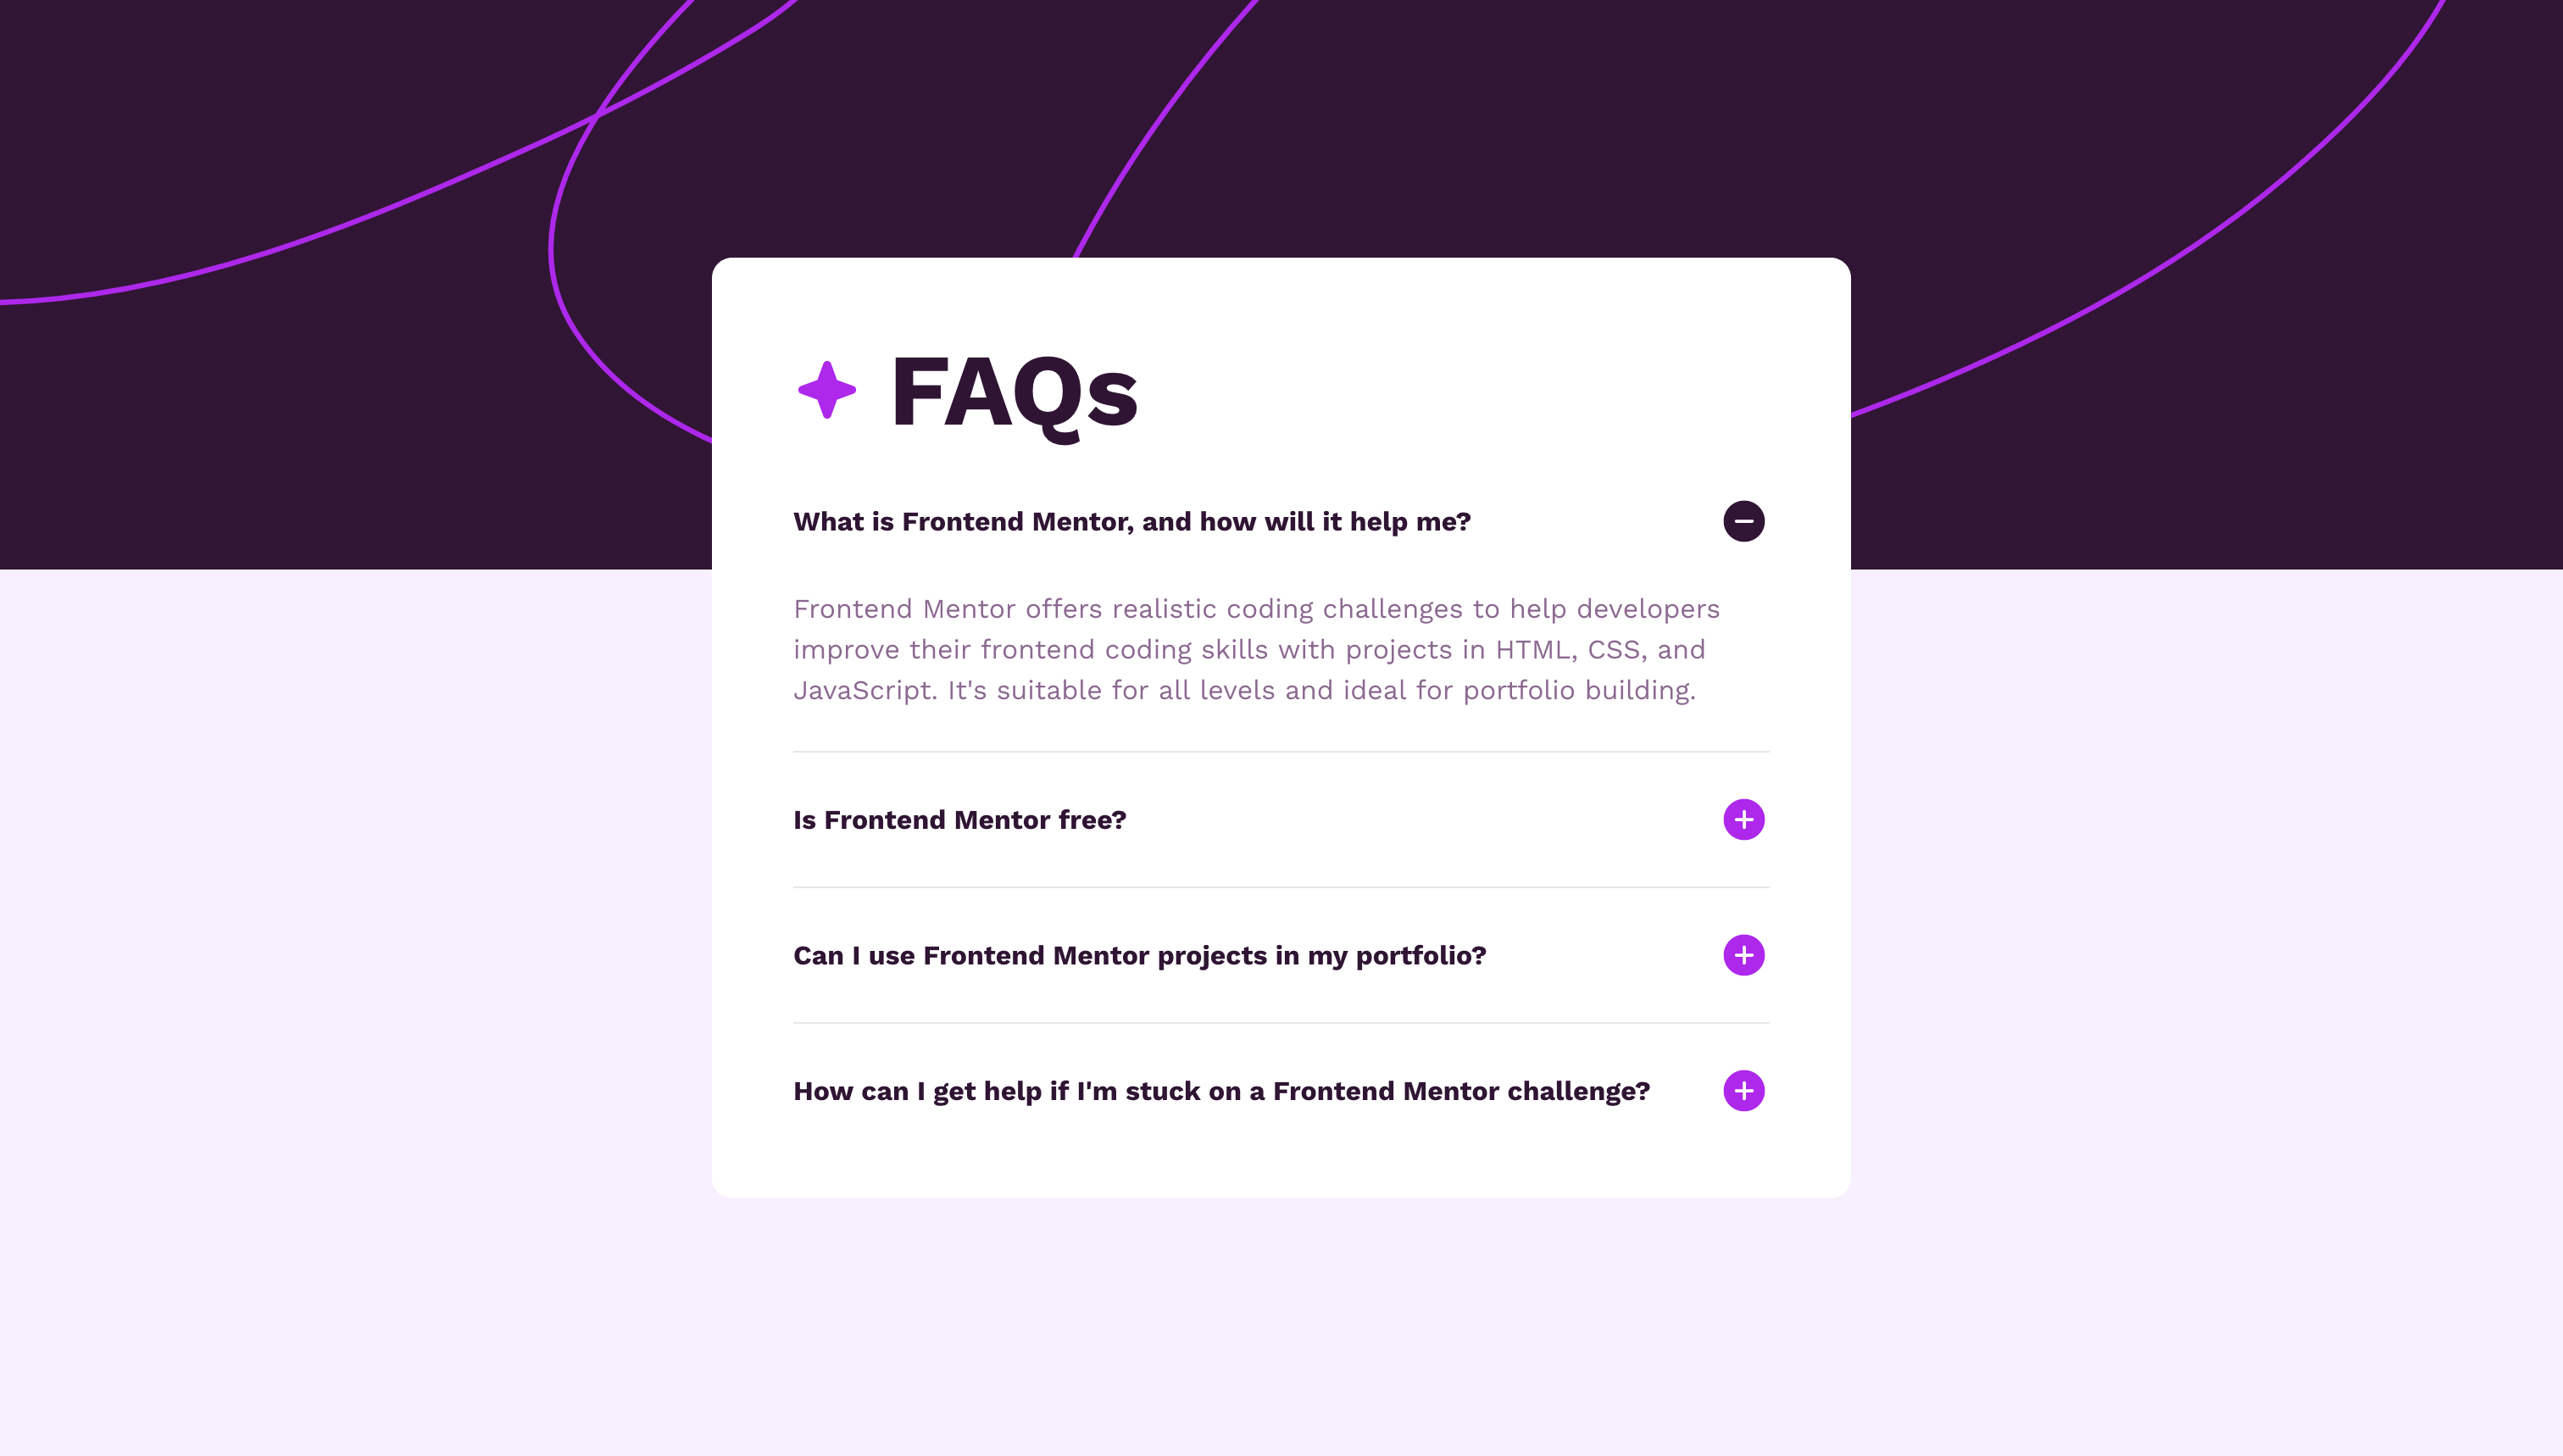 FAQs
What is Frontend Mentor, and how will it help me?
Frontend Mentor offers realistic coding challenges to help developers
improve their frontend coding skills with projects in HTML, CSS, and
JavaScript. It's suitable for all levels and ideal for portfolio building.
Is Frontend Mentor free?
Can I use Frontend Mentor projects in my portfolio?
How can I get help if I'm stuck on a Frontend Mentor challenge?